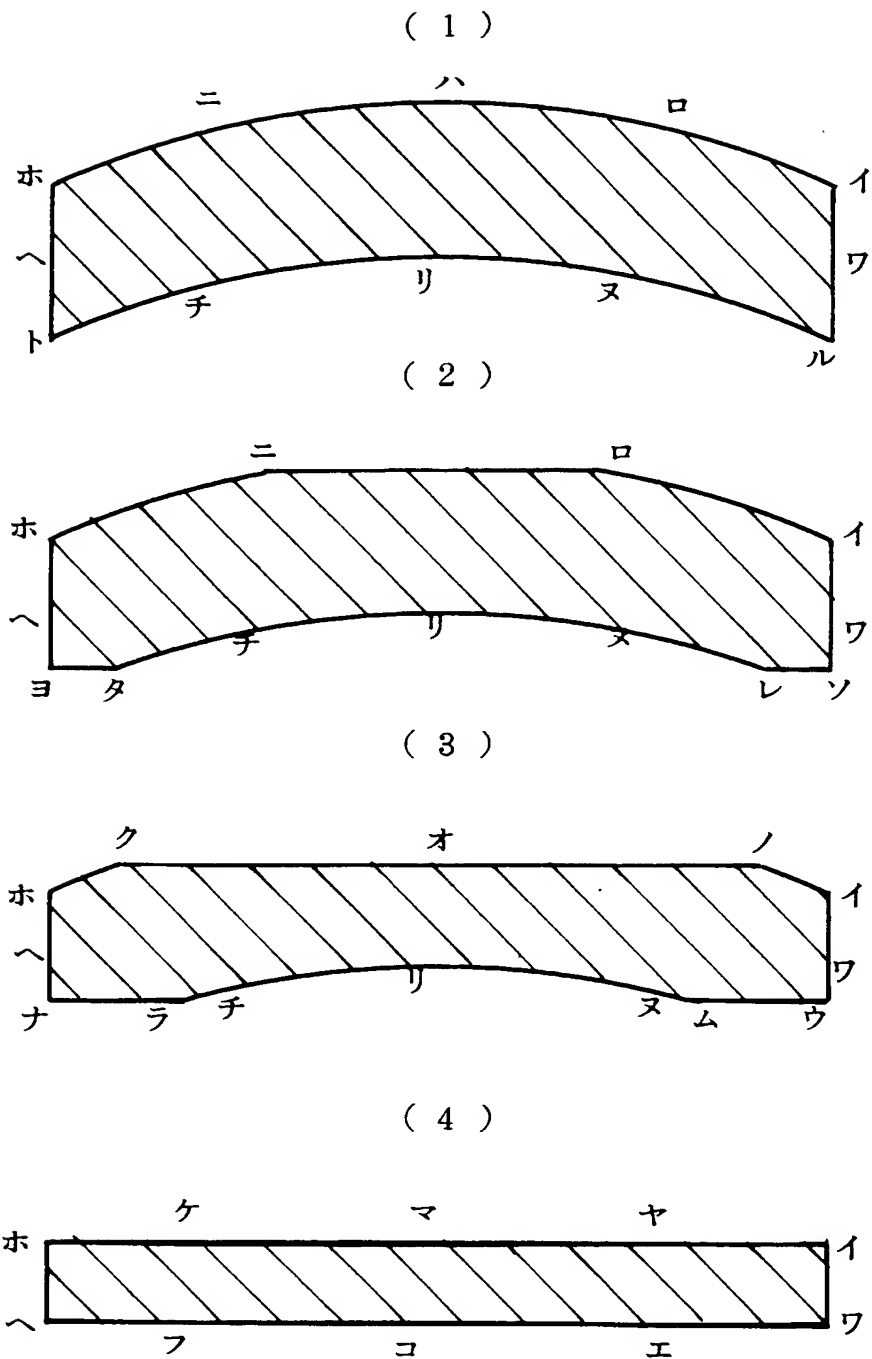 ( 1 )
ニ ハ ロ
ホ イ
ヘ ワ
チ リ ヌ
ト ル
( 2 )
ニ ロ
ホ イ
ヘ ワ
チ リ ヌ
ヨ タ レ ソ
( 3 )
ク オ ノ
ホ イ
ヘ ワ
リ
チ ヌ
ナ ラ ム ウ
( 4 )
ケ マ ヤ
ホ イ
ヘ ワ
フ コ エ